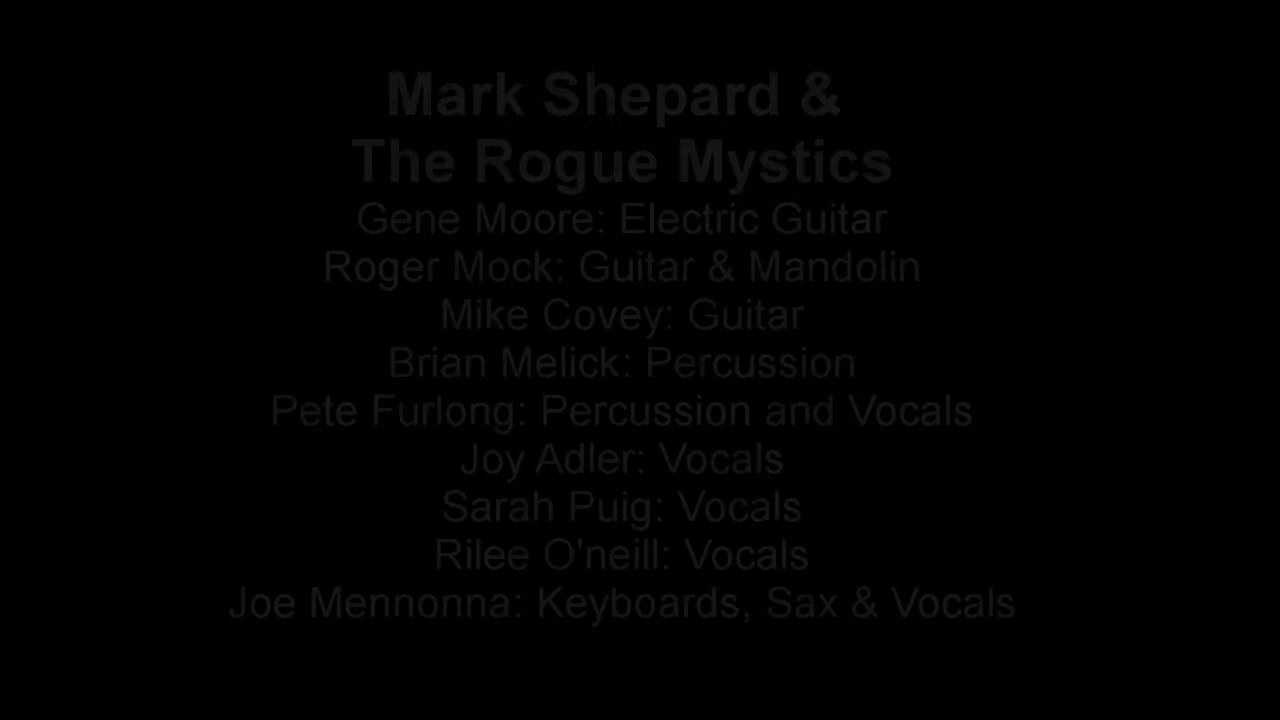 Mark Shepard &
The Rogue Mystics
Gene Moore: Electric Guitar
Roger Mock: Guitar & Mandolin
Mike Covey: Guitar
Brian Melick: Percussion
Pete Furlong: Percussion and Vocals
Joy Adler: Vocals
Sarah Puig: Vocals
Rilee O'neill: Vocals
Joe Mennonna: Keyboards, Sax & Vocals